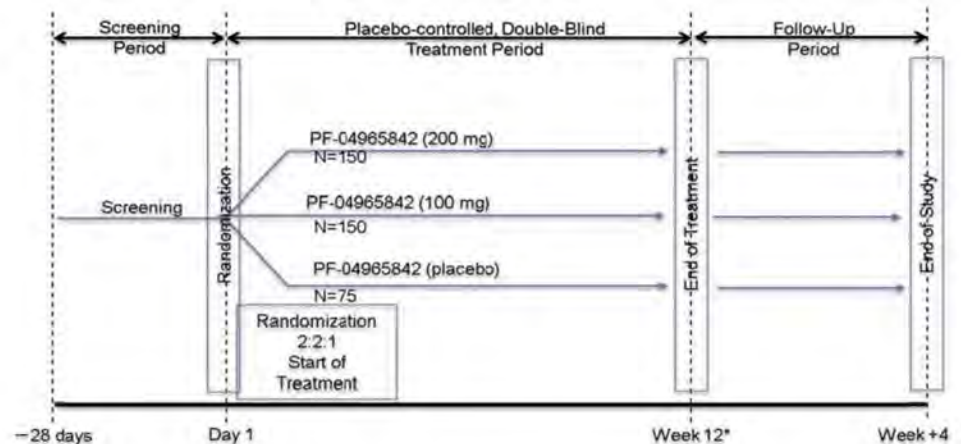 Screening
Period
Placebo-controlled, Double-Blind
Treatment Period
Follow-Up
Period
PF-04965842 (200 mg)
N=150
Screening
PF-04965842 (100 mg)
N=150
PF-04965842 (placebo)
N=75
Randomization
End of Treatment
End-of-Study
Randomization
2:2:1
Start of
Treatment
−28 days
Day 1
Week 12*
Week +4